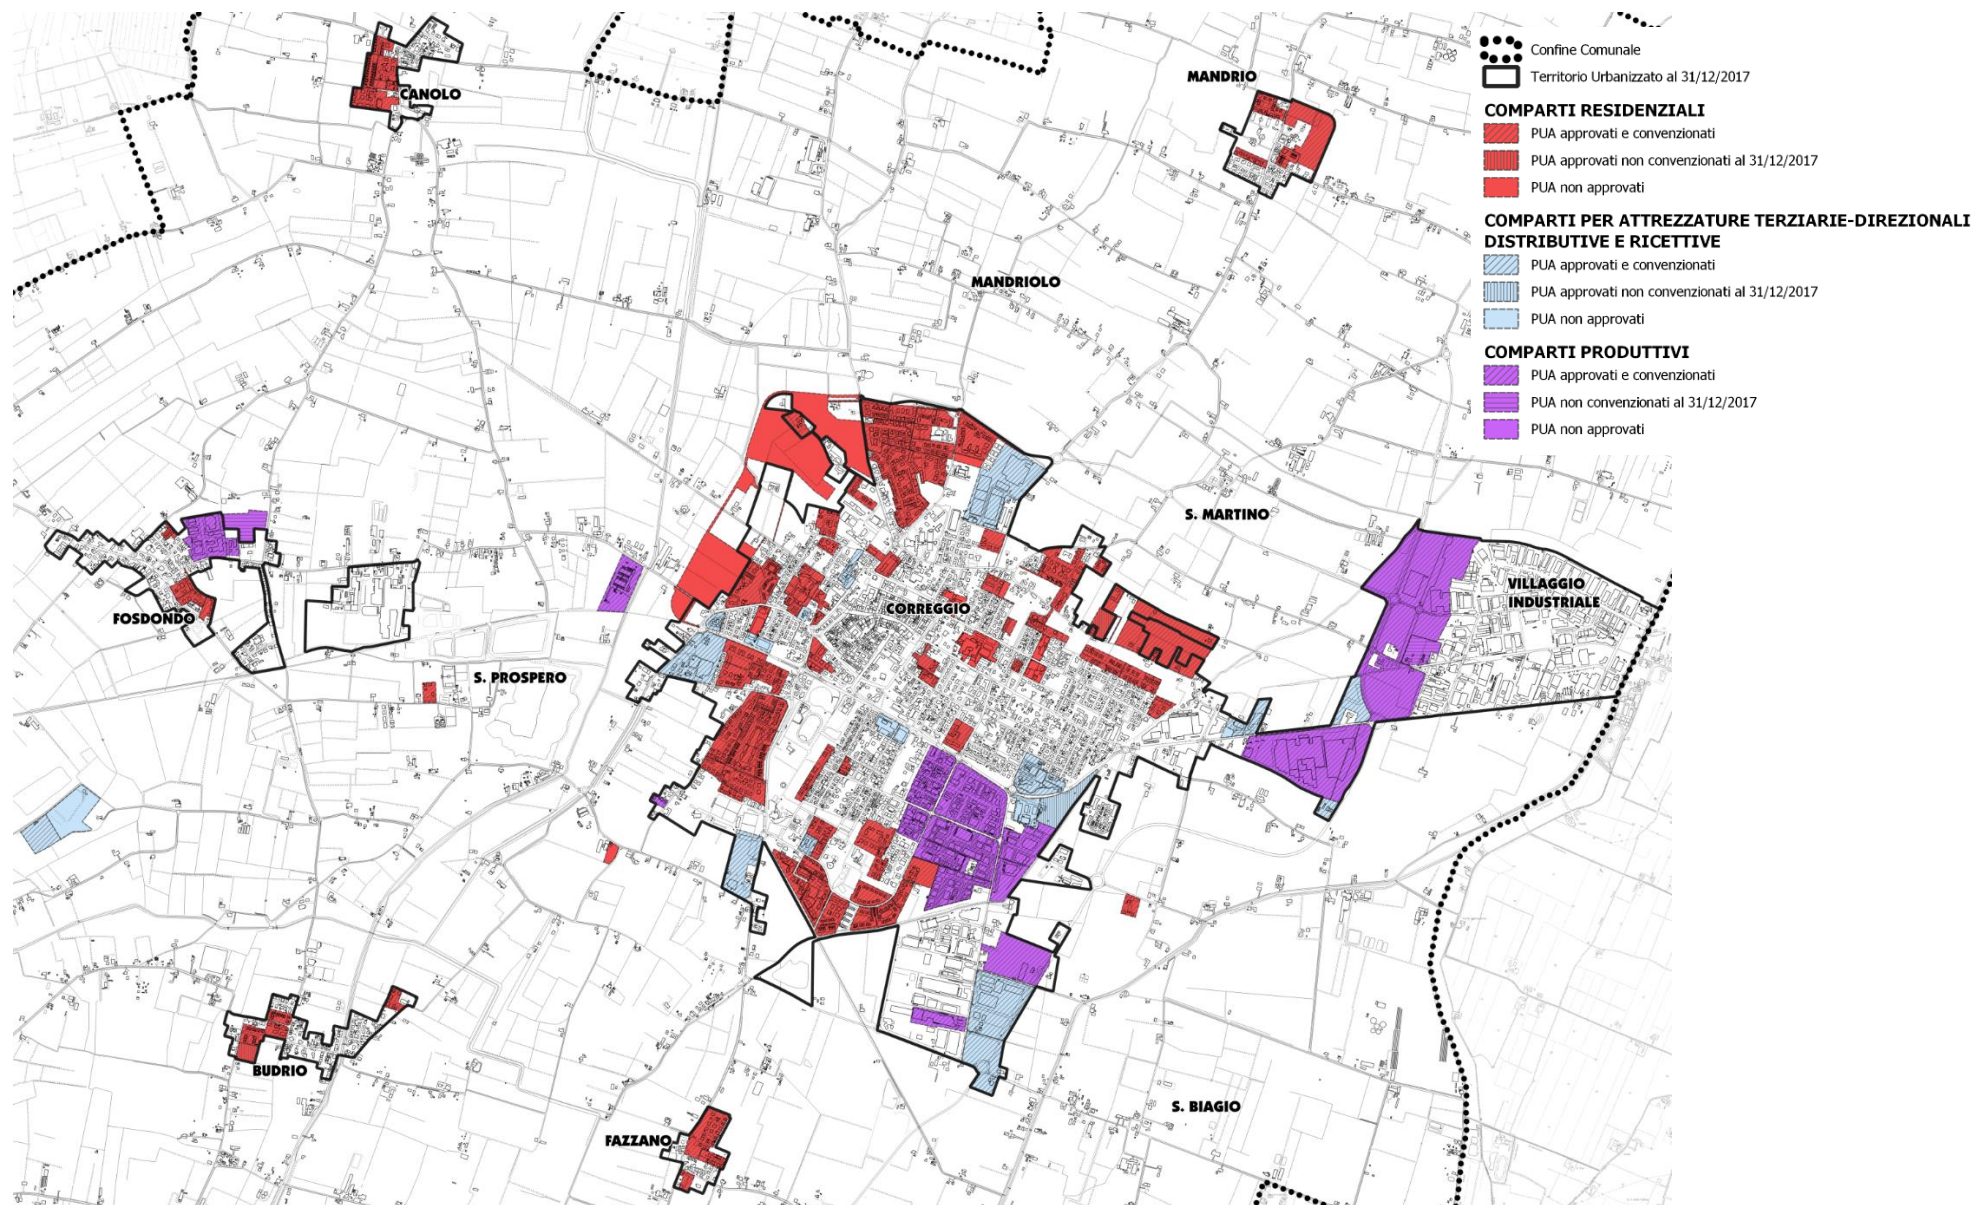 Confine Comunale
Territorio Urbanizzato al 31/12/2017
COMPARTI RESIDENZIALI
PUA approvati e convenzionati
PUA approvati non convenzionati al 31/12/2017
PUA non approvati
COMPARTI PER ATTREZZATURE TERZIARIE-DIREZIONALI
DISTRIBUTIVE E RICETTIVE
PUA approvati e convenzionati
PUA approvati non convenzionati al 31/12/2017
PUA non approvati
COMPARTI PRODUTTIVI
PUA approvati e convenzionati
PUA non convenzionati al 31/12/2017
PUA non approvati
CANOLO
MANDRIO
MANDRIOLO
S. MARTINO
VILLAGGIO
INDUSTRIALE
CORREGGIO
FOSDONDO
S. PROSPERO
BUDRIO
S. BIAGIO
FAZZANO